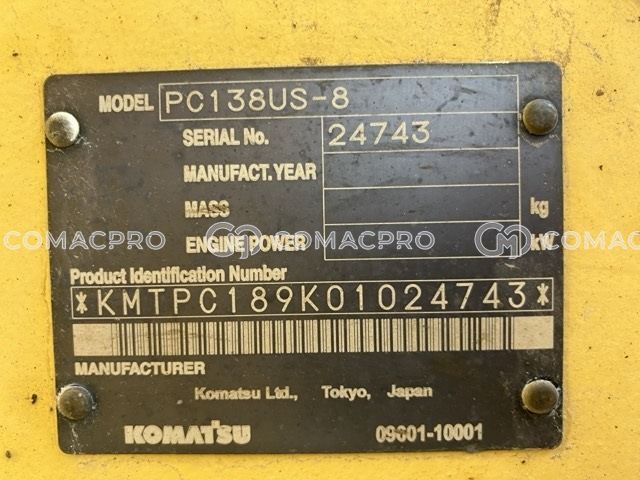 MODEL PC138US-8
SERIAL No. 24743
MANUFACT.YEAR
MASS kg
ENGINE POWER kW
COMACPRO COMACPRO COMAC
Product Identification Number
*KMTPC189K01024743*
MANUFACTURER
Komatsu Ltd., Tokyo, Japan
KOMATSU 09601-10001